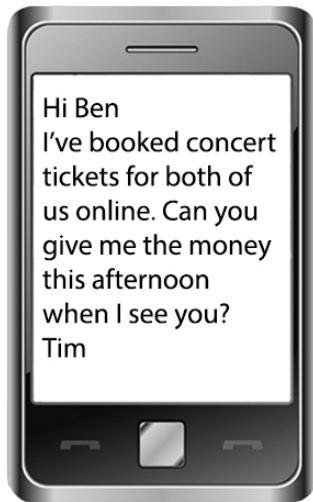 Hi Ben
I've booked concert
tickets for both of
us online. Can you
give me the money
this afternoon
when I see you?
Tim